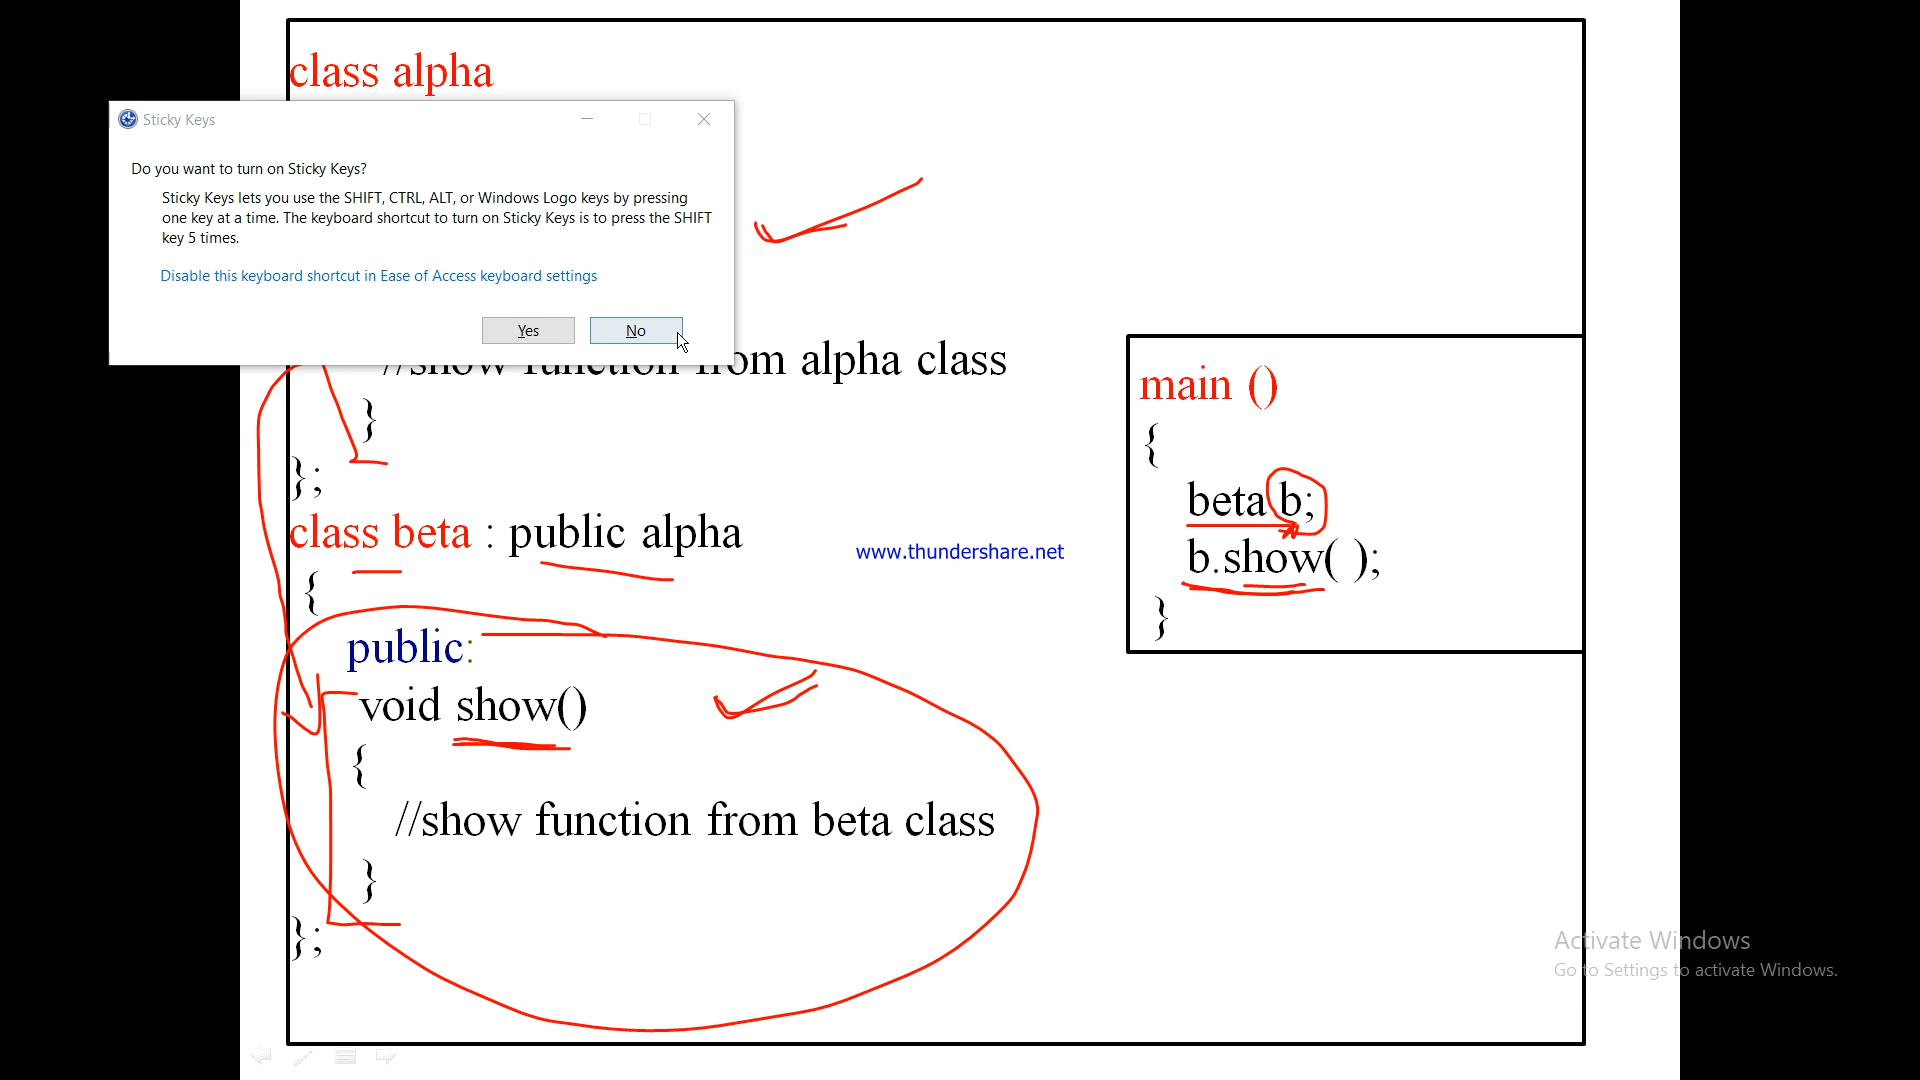 class alpha
Sticky Keys
Do you want to turn on Sticky Keys?
Sticky Keys lets you use the SHIFT, CTRL, ALT, or Windows Logo keys by pressing
one key at a time. The keyboard shortcut to turn on Sticky Keys is to press the SHIFT
key 5 times.
Disable this keyboard shortcut in Ease of Access keyboard settings
Yes No
//show function from alpha class
}
};
class beta : public alpha
{
public:
void show()
{
//show function from beta class
}
};
main ()
{
beta b;
b.show( );
}
www.thundershare.net
Activate Windows
Go to Settings to activate Windows.